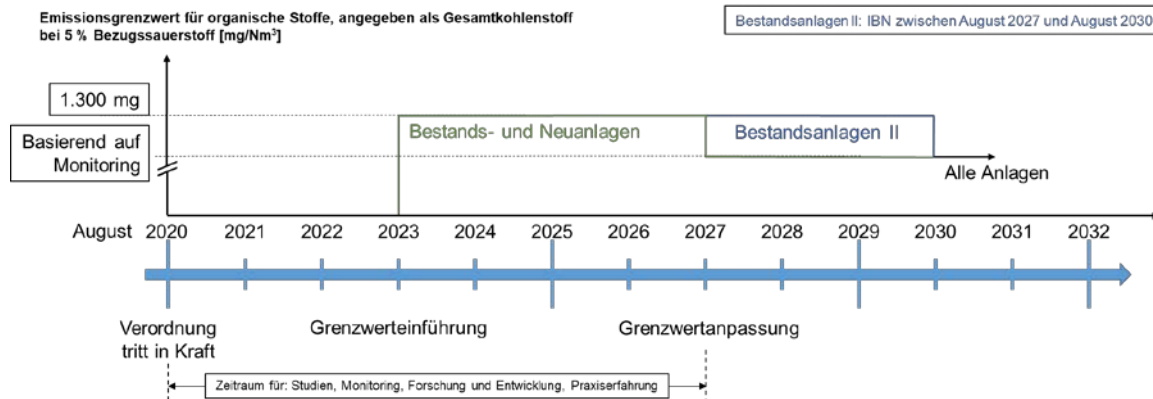 Emissionsgrenzwert für organische Stoffe, angegeben als Gesamtkohlenstoff
bei 5 % Bezugssauerstoff [mg/Nm³]
Bestandsanlagen II: IBN zwischen August 2027 und August 2030
1.300 mg
Basierend auf
Monitoring
Bestands- und Neuanlagen
Bestandsanlagen II
Alle Anlagen
August 2020 2021 2022 2023 2024 2025 2026 2027 2028 2029 2030 2031 2032
Verordnung
tritt in Kraft
Grenzwerteinführung
Grenzwertanpassung
Zeitraum für: Studien, Monitoring, Forschung und Entwicklung, Praxiserfahrung